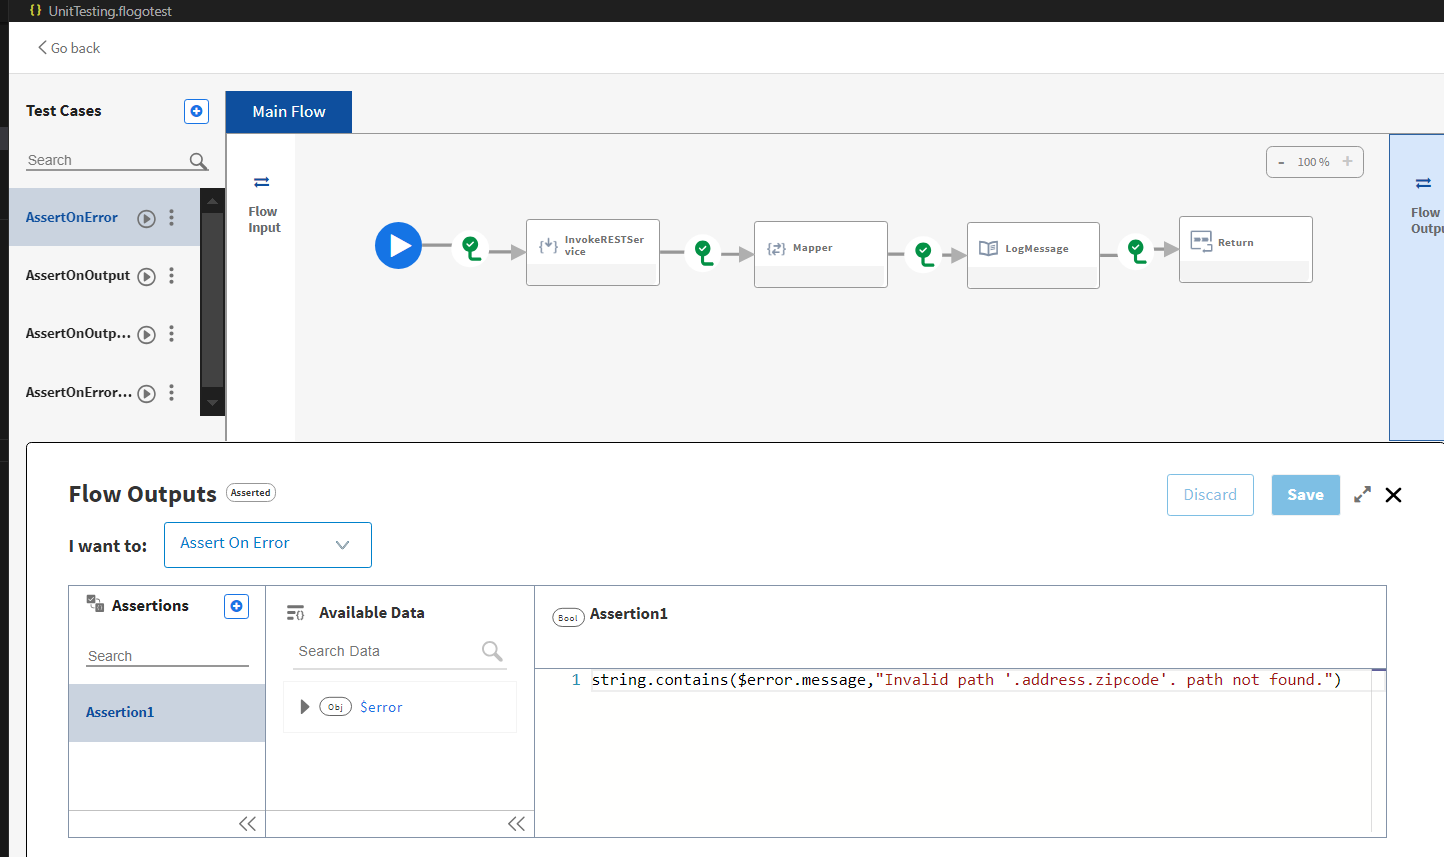 UnitTesting.flogotest
Go back
Test Cases
Main Flow
Search
- 100 % +
AssertOnError
AssertOnOutput
AssertOnOutp...
AssertOnError...
Flow
Input
InvokeRESTSer
vice
Mapper
LogMessage
Return
Flow
Outpu
Flow Outputs
Asserted
Discard
Save
I want to:
Assert On Error
Assertions
Search
Assertion1
Available Data
Search Data
Obj $error
Bool Assertion1
1 string.contains($error.message,"Invalid path '.address.zipcode'. path not found.")